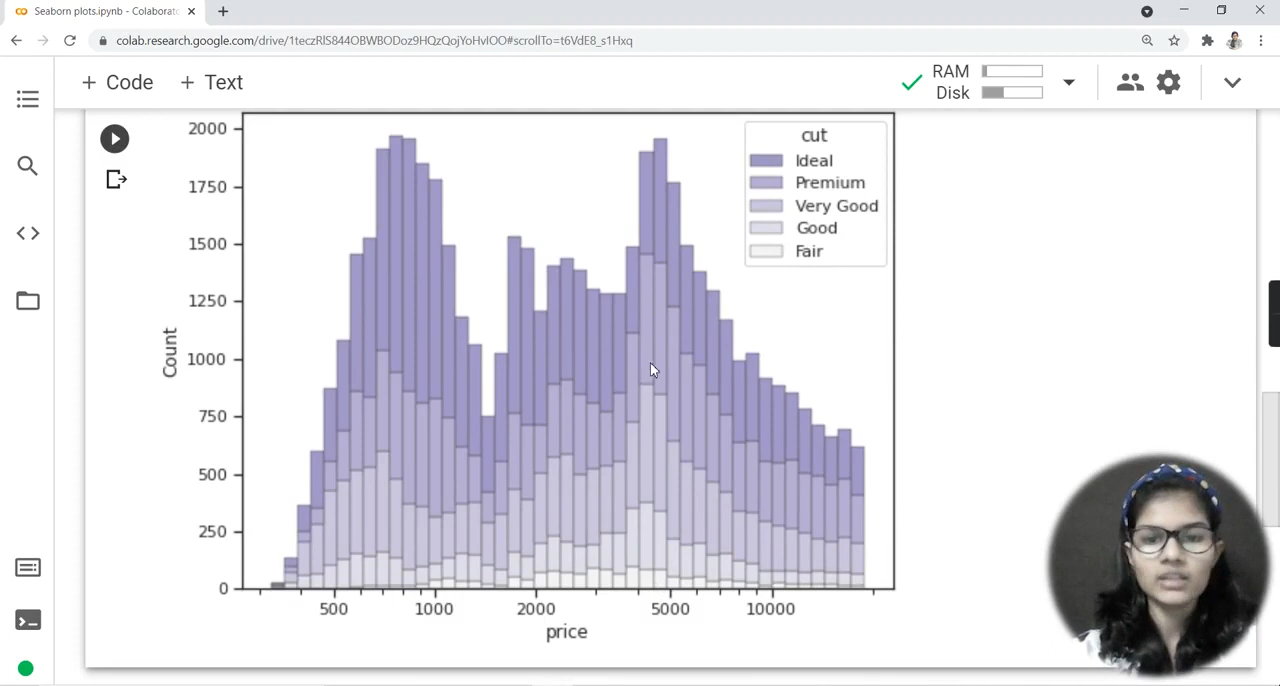 Seaborn plots.ipynb - Colaborato
colab.research.google.com/drive/1teczRlS844OBWBODoz9HQzQojYoHvIOO#scrollTo=t6VdE8_s1Hxq
+ Code + Text
RAM
Disk
2000
1750
1500
1250
1000
750
500
250
0
Count
cut
Ideal
Premium
Very Good
Good
Fair
500 1000 2000 5000 10000
price